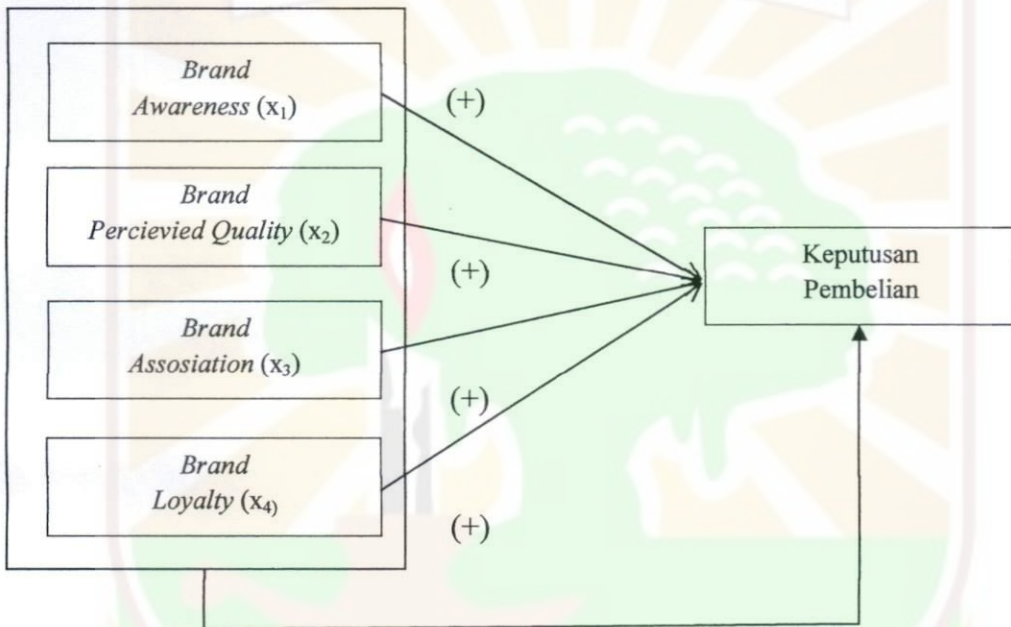 Brand
Awareness (x₁)
(+)
Brand
Percievied Quality (x₂)
(+)
Brand
Assosiation (x₃)
(+)
Brand
Loyalty (x₄)
(+)
Keputusan
Pembelian